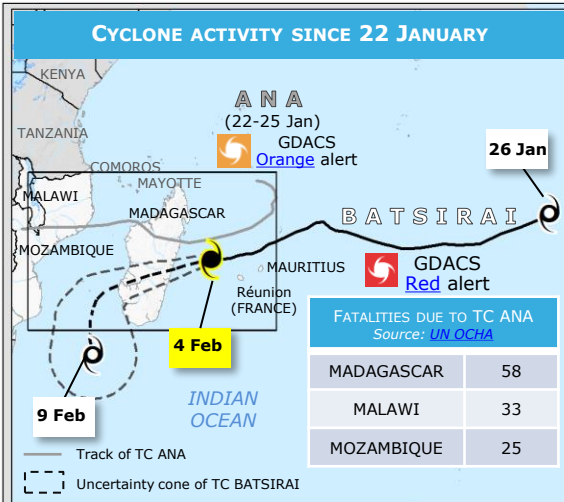 CYCLONE ACTIVITY SINCE 22 JANUARY
KENYA
TANZANIA
ANA
(22-25 Jan)
GDACS
Orange alert
26 Jan
COMOROS
MAYOTTE
MALAWI
MADAGASCAR
BATSIRAI
MOZAMBIQUE
MAURITIUS
Réunion
(FRANCE)
GDACS
Red alert
4 Feb
9 Feb
INDIAN
OCEAN
FATALITIES DUE TO TC ANA
Source: UN OCHA
MADAGASCAR 58
MALAWI 33
MOZAMBIQUE 25
Track of TC ANA
Uncertainty cone of TC BATSIRAI